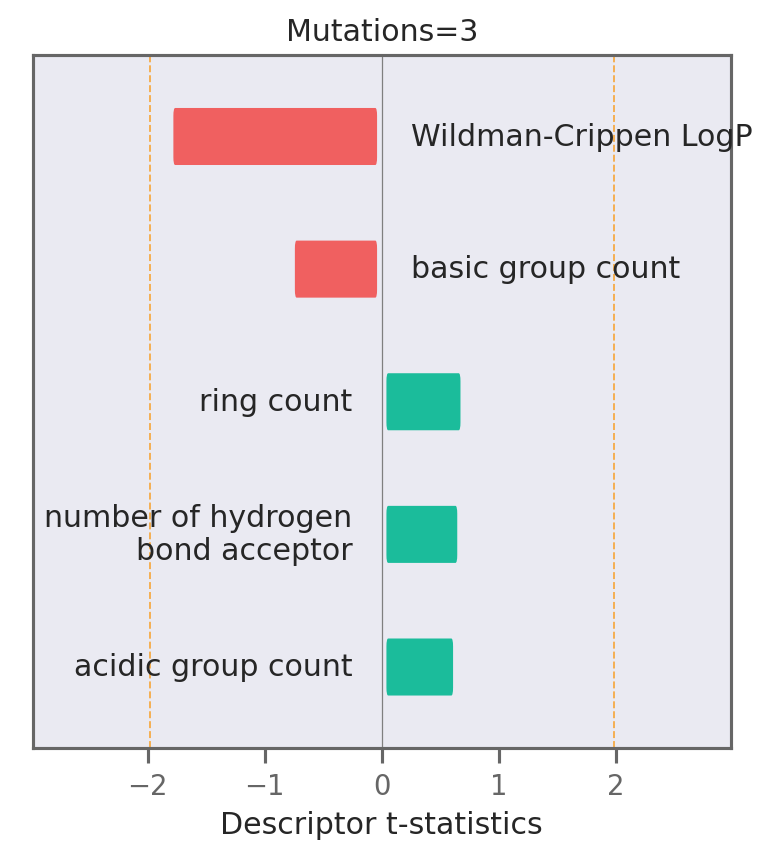 Mutations=3
Wildman-Crippen LogP
basic group count
ring count
number of hydrogen
bond acceptor
acidic group count
−2 −1 0 1 2
Descriptor t-statistics